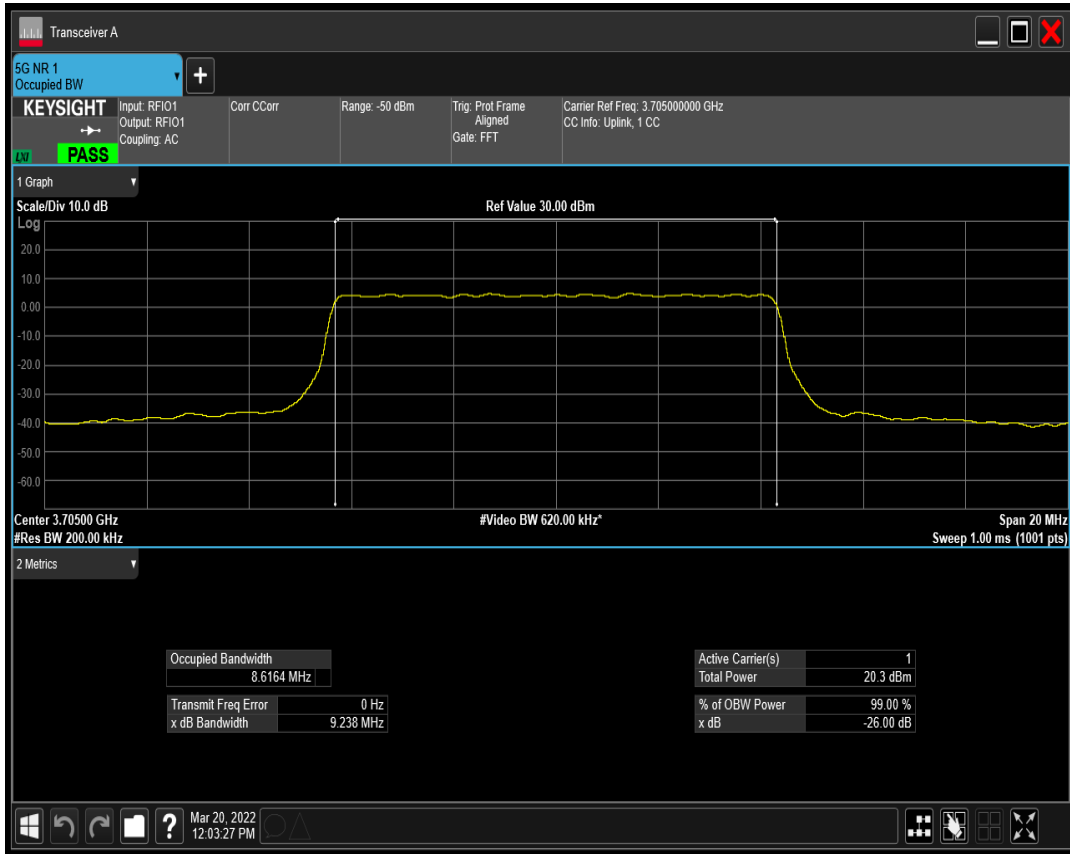 Transceiver A
5G NR 1
Occupied BW
+
KEYSIGHT
LXI
PASS
Input: RFIO1
Output: RFIO1
Coupling: AC
Corr CCorr
Range: -50 dBm
Trig: Prot Frame
Aligned
Gate: FFT
Carrier Ref Freq: 3.705000000 GHz
CC Info: Uplink, 1 CC
1 Graph
Scale/Div 10.0 dB
Ref Value 30.00 dBm
Log
20.0
10.0
0.00
-10.0
-20.0
-30.0
-40.0
-50.0
-60.0
Center 3.70500 GHz
#Video BW 620.00 kHz*
Span 20 MHz
#Res BW 200.00 kHz
Sweep 1.00 ms (1001 pts)
2 Metrics
Occupied Bandwidth
8.6164 MHz
Transmit Freq Error 0 Hz
x dB Bandwidth 9.238 MHz
Active Carrier(s) 1
Total Power 20.3 dBm
% of OBW Power 99.00 %
x dB -26.00 dB
?
Mar 20, 2022
12:03:27 PM